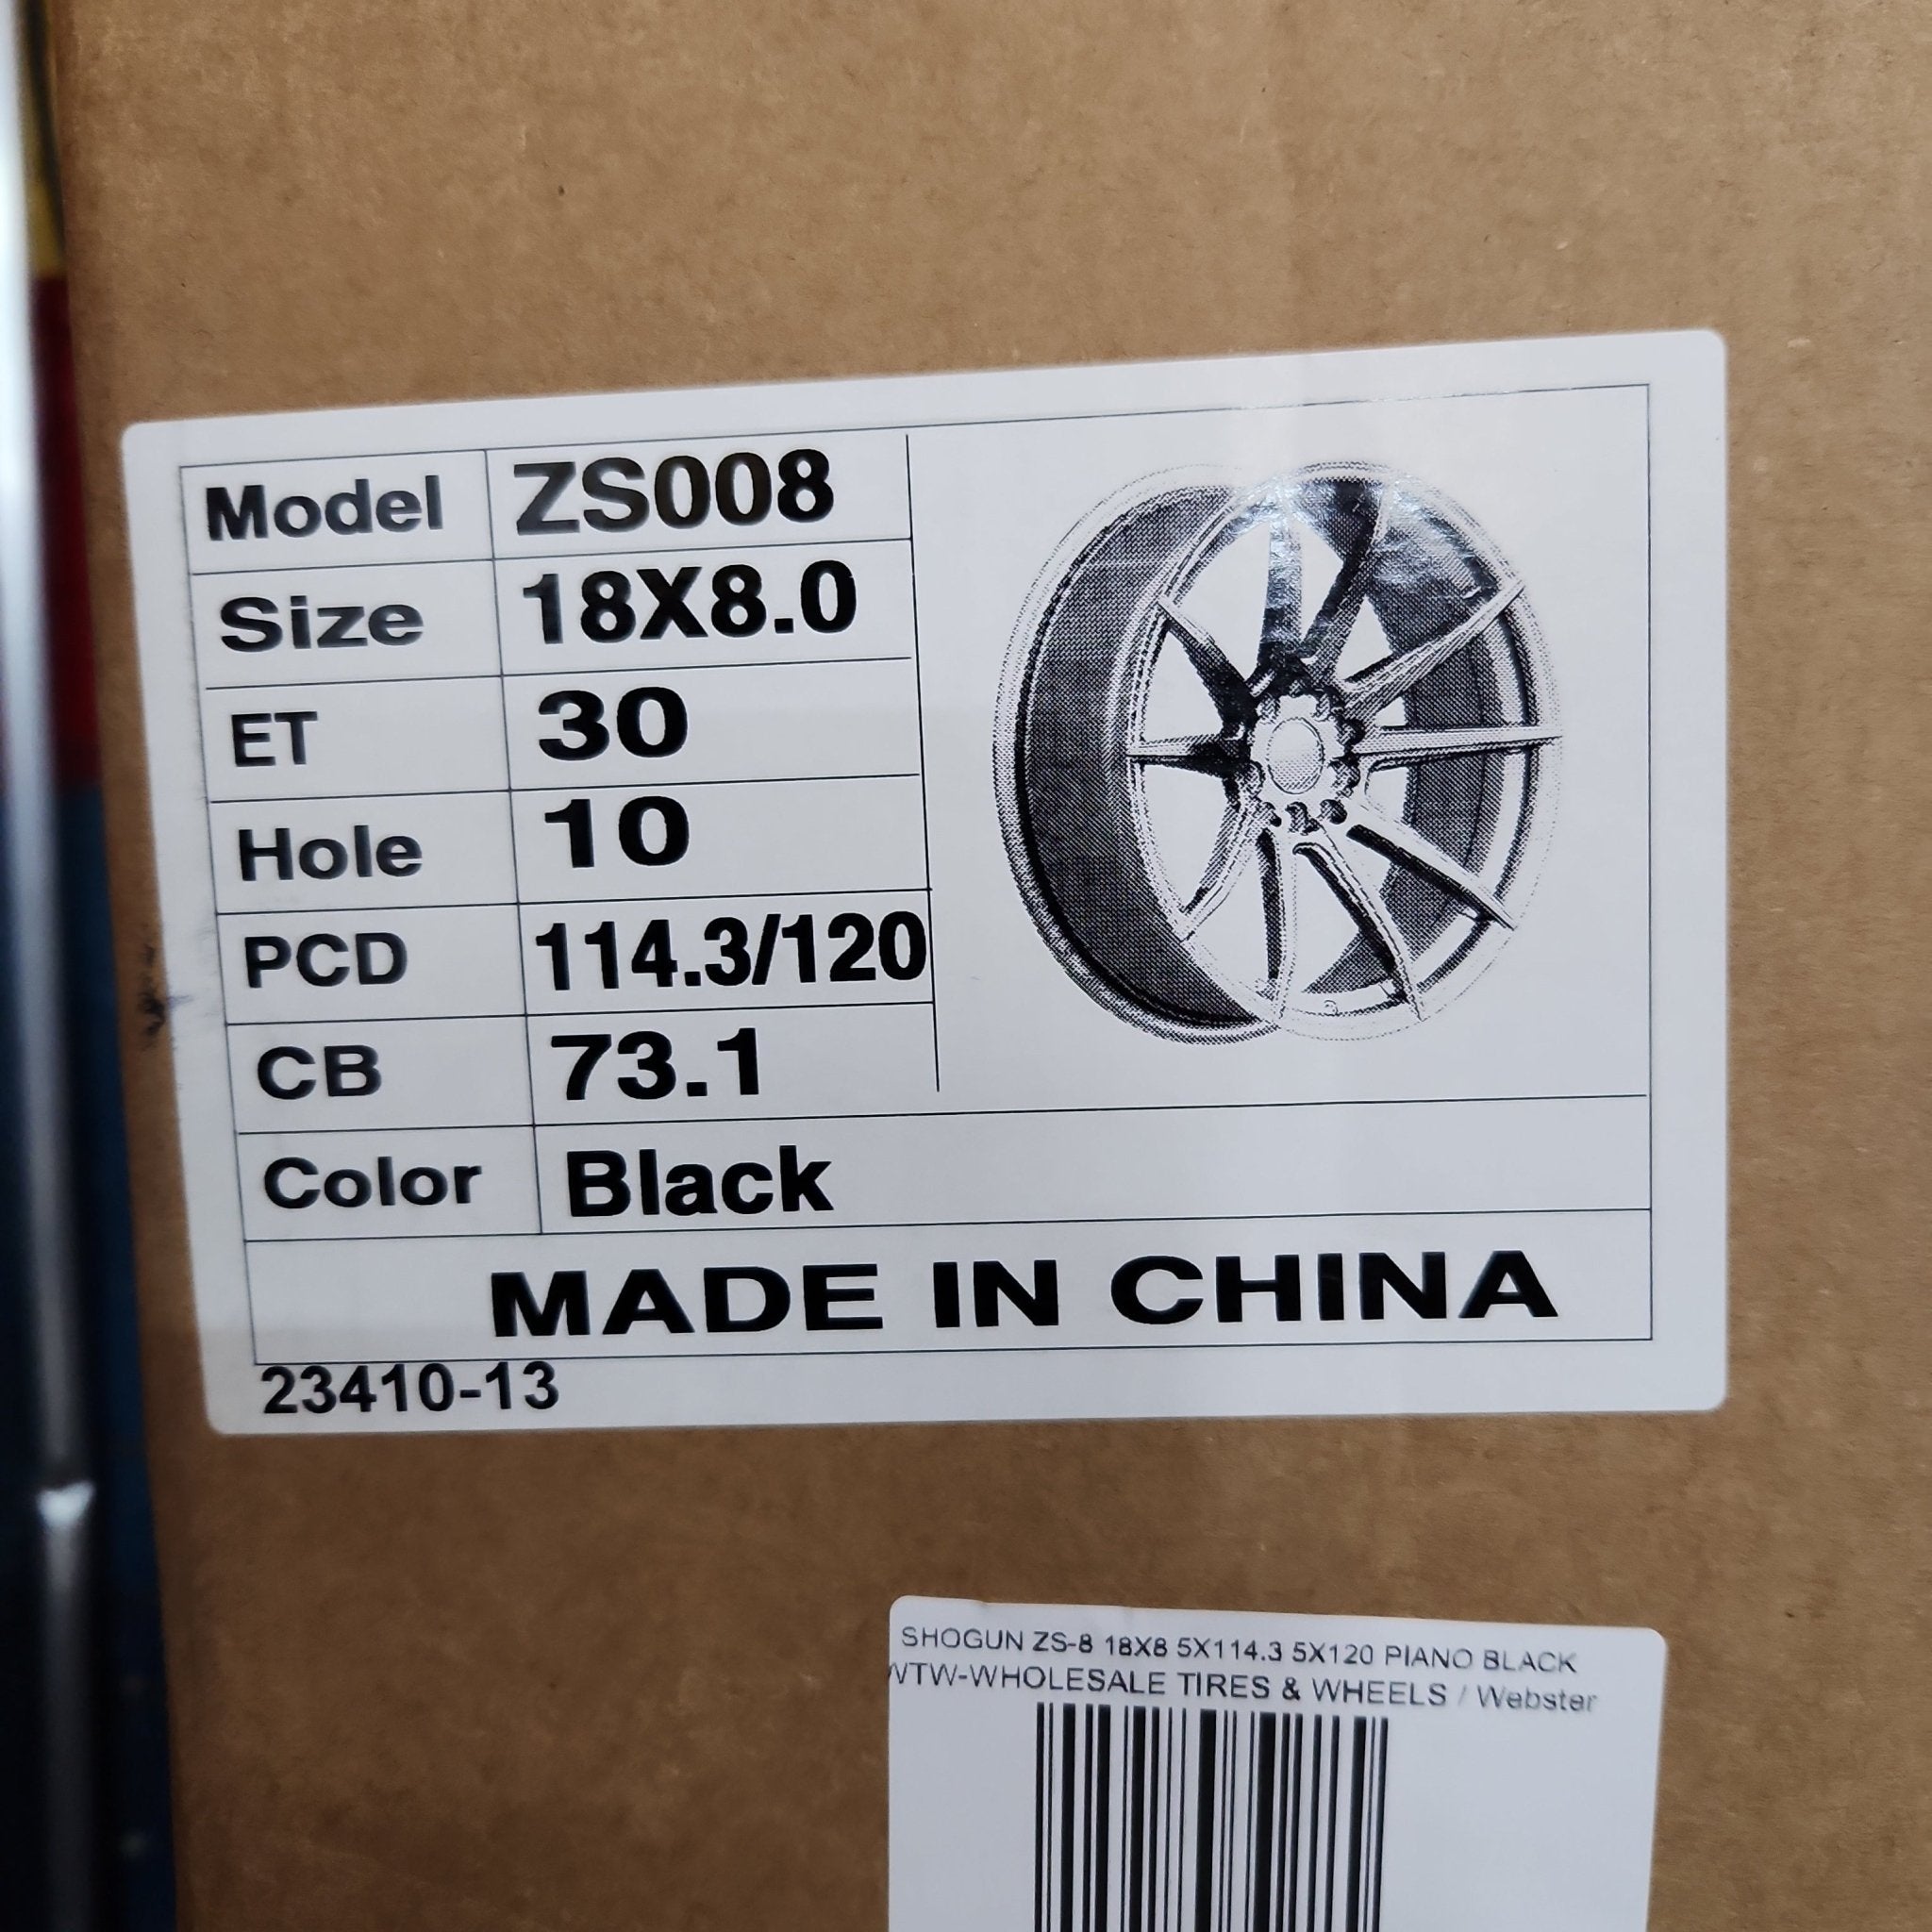 Model ZS008
Size 18X8.0
ET 30
Hole 10
PCD 114.3/120
CB 73.1
Color Black
MADE IN CHINA
23410-13
SHOGUN ZS-8 18X8 5X114.3 5X120 PIANO BLACK
WTW-WHOLESALE TIRES & WHEELS / Webster